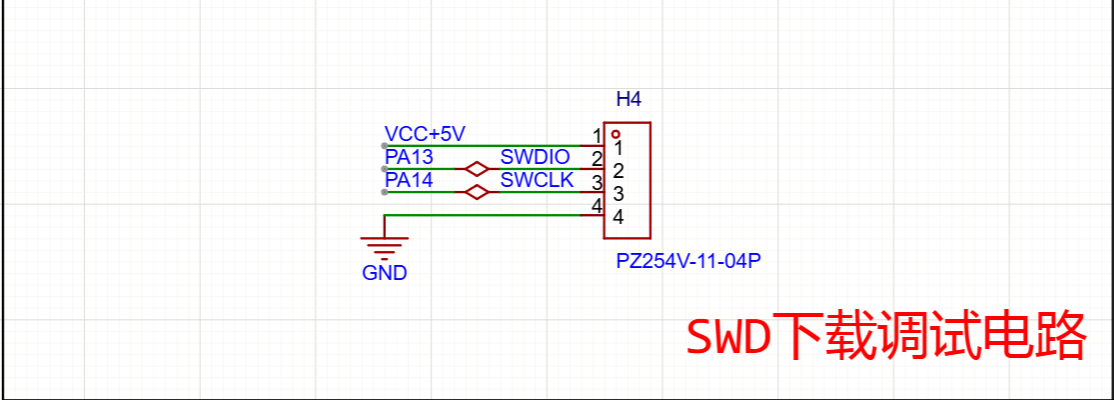 H4
VCC+5V 1 1
PA13 SWDIO 2 2
PA14 SWCLK 3 3
4 4
GND
PZ254V-11-04P
SWD下载调试电路